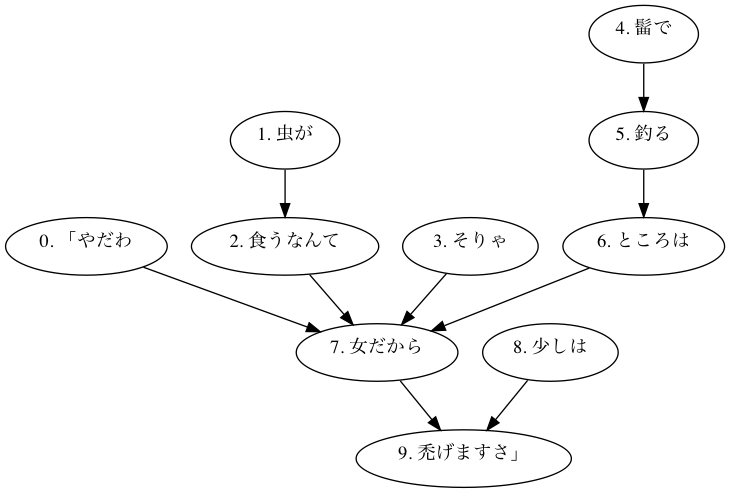 4. 髷で
1. 虫が
5. 釣る
0. 「やだわ
2. 食うなんて
3. そりゃ
6. ところは
7. 女だから
8. 少しは
9. 禿げますさ」